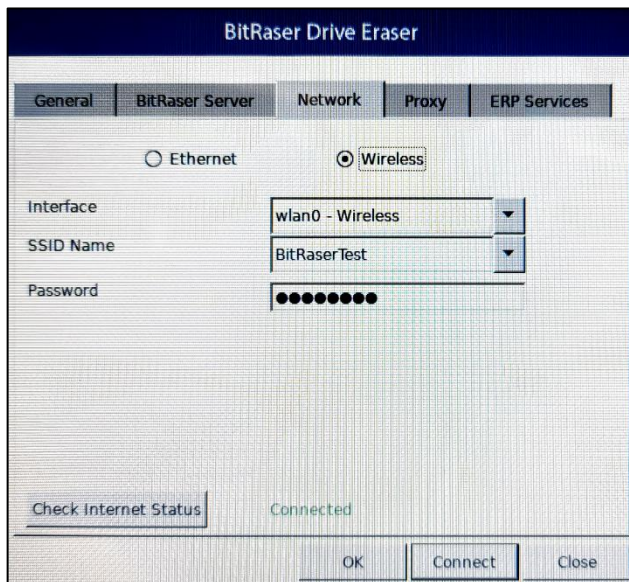 BitRaser Drive Eraser
General BitRaser Server Network Proxy ERP Services
Ethernet Wireless
Interface wlan0 - Wireless
SSID Name BitRaserTest
Password ●●●●●●●●
Check Internet Status Connected
OK Connect Close